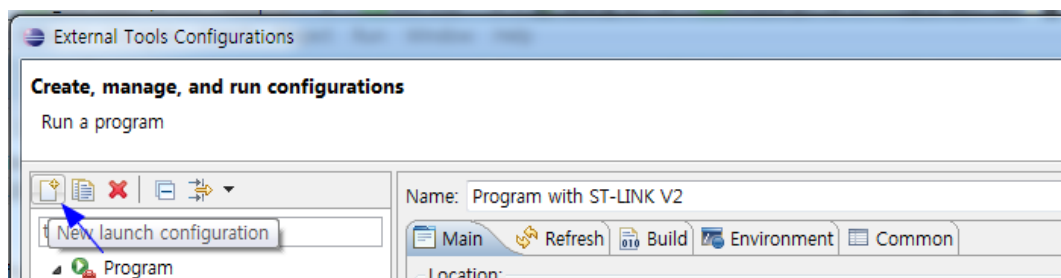 External Tools Configurations
Create, manage, and run configurations
Run a program
Name: Program with ST-LINK V2
New launch configuration
Main Refresh Build Environment Common
Program
Location: